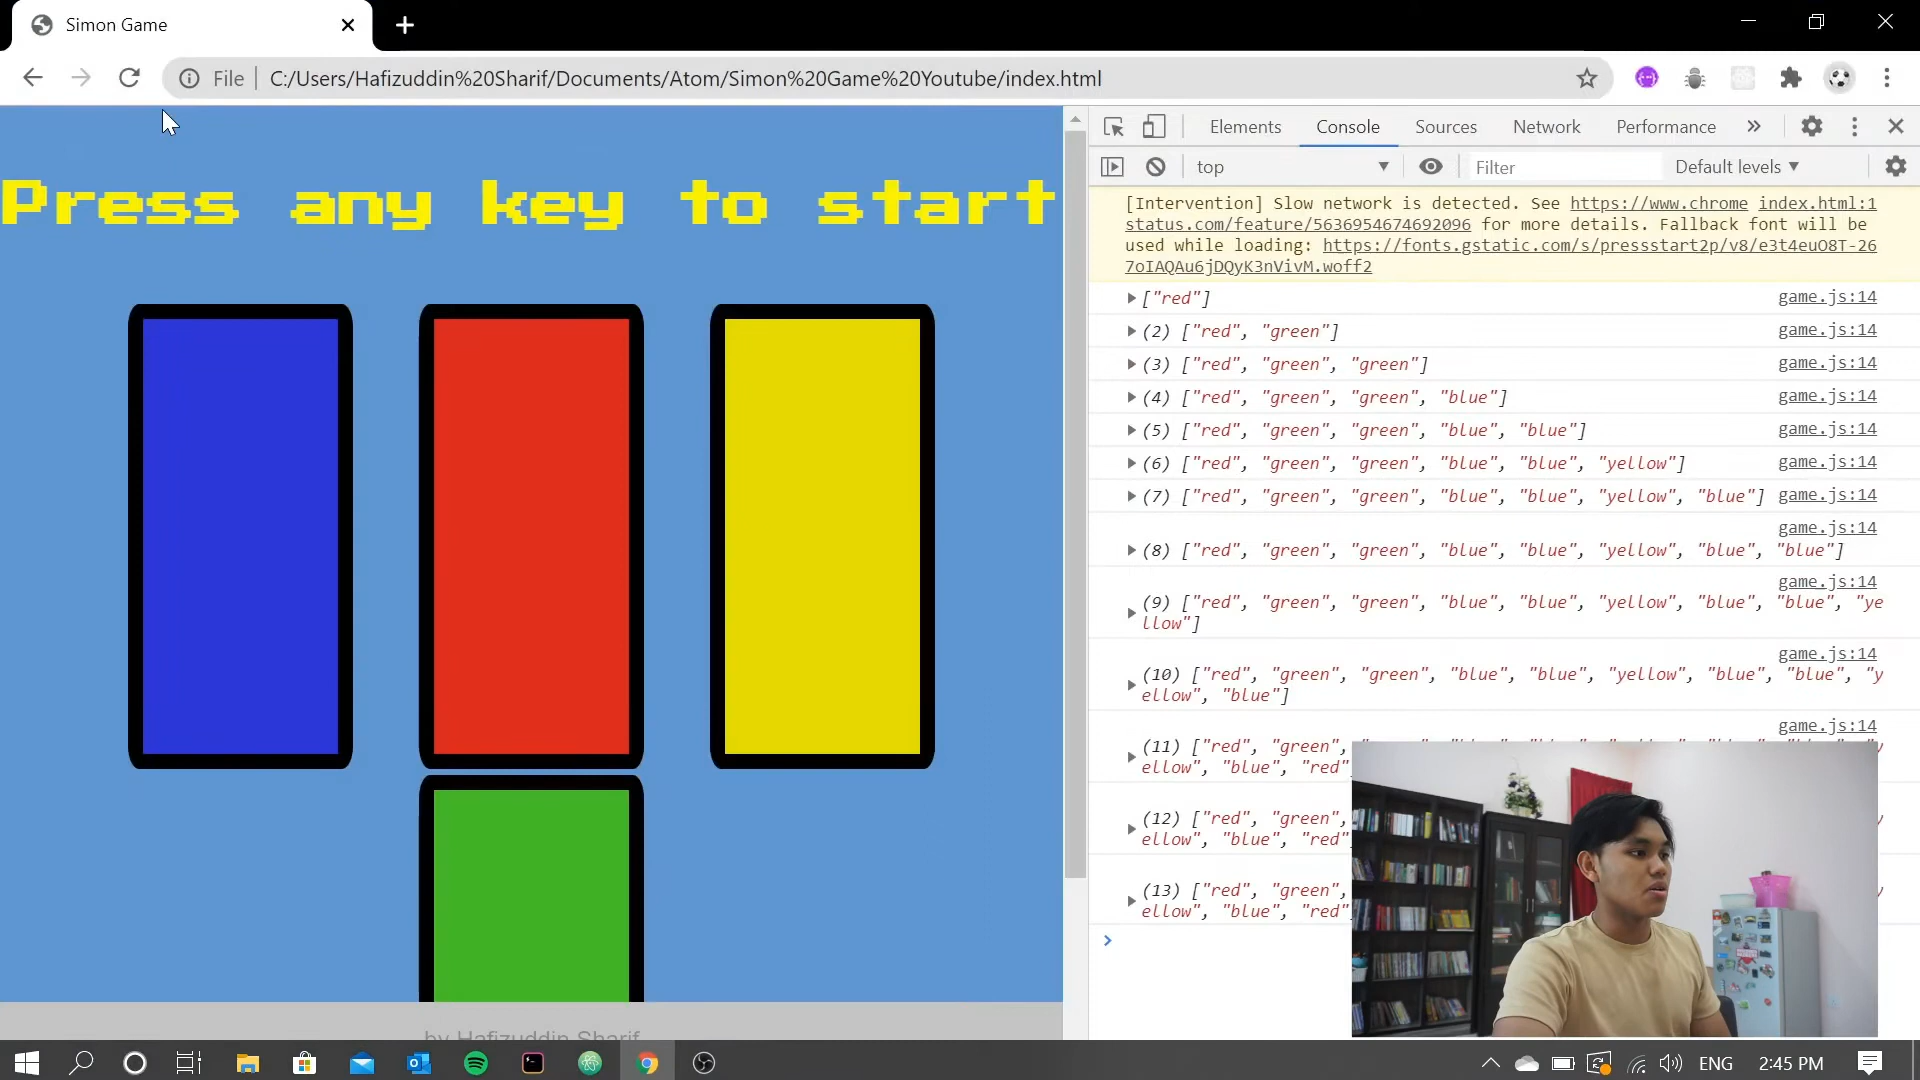 Simon Game
File
C:/Users/Hafizuddin%20Sharif/Documents/Atom/Simon%20Game%20Youtube/index.html
Press any key to start
by Hafizuddin Sharif
Elements Console Sources Network Performance
top Filter Default levels
[Intervention] Slow network is detected. See https://www.chrome index.html:1
status.com/feature/5636954674692096 for more details. Fallback font will be
used while loading: https://fonts.gstatic.com/s/pressstart2p/v8/e3t4euO8T-26
7oIAQAu6jDQyK3nVivM.woff2
["red"] game.js:14
(2) ["red", "green"] game.js:14
(3) ["red", "green", "green"] game.js:14
(4) ["red", "green", "green", "blue"] game.js:14
(5) ["red", "green", "green", "blue", "blue"] game.js:14
(6) ["red", "green", "green", "blue", "blue", "yellow"] game.js:14
(7) ["red", "green", "green", "blue", "blue", "yellow", "blue"] game.js:14
game.js:14
(8) ["red", "green", "green", "blue", "blue", "yellow", "blue", "blue"]
game.js:14
(9) ["red", "green", "green", "blue", "blue", "yellow", "blue", "blue", "ye
llow"]
game.js:14
(10) ["red", "green", "green", "blue", "blue", "yellow", "blue", "blue", "y
ellow", "blue"]
game.js:14
(11) ["red", "green",
ellow", "blue", "red"
(12) ["red", "green",
ellow", "blue", "red"
(13) ["red", "green",
ellow", "blue", "red"
ENG 2:45 PM